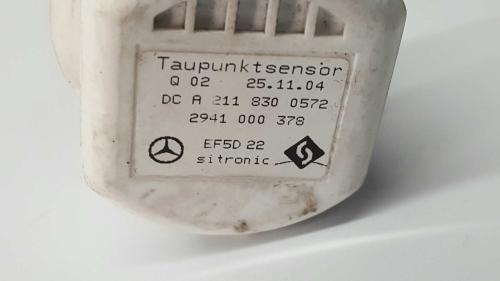 Taupunktsensor
Q 02 25.11.04
DC A 211 830 0572
2941 000 378
EF5D 22
sitronic